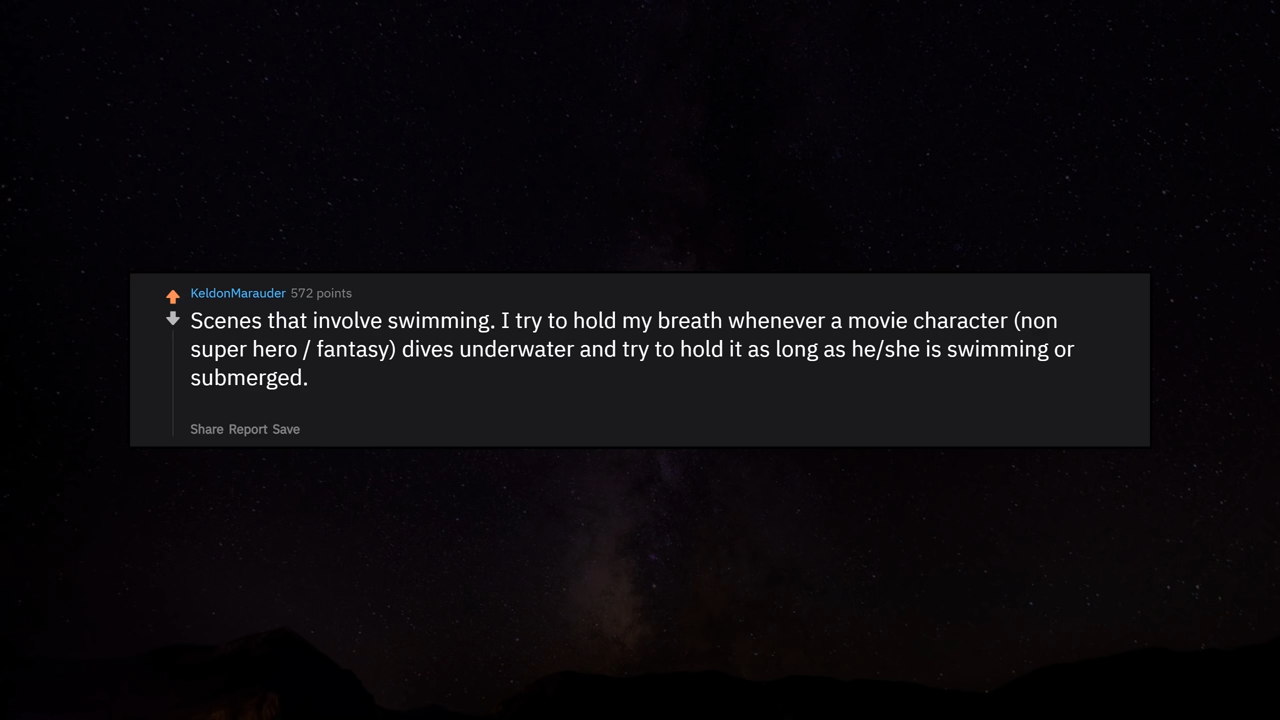 KeldonMarauder 572 points
Scenes that involve swimming. I try to hold my breath whenever a movie character (non
super hero / fantasy) dives underwater and try to hold it as long as he/she is swimming or
submerged.
Share Report Save